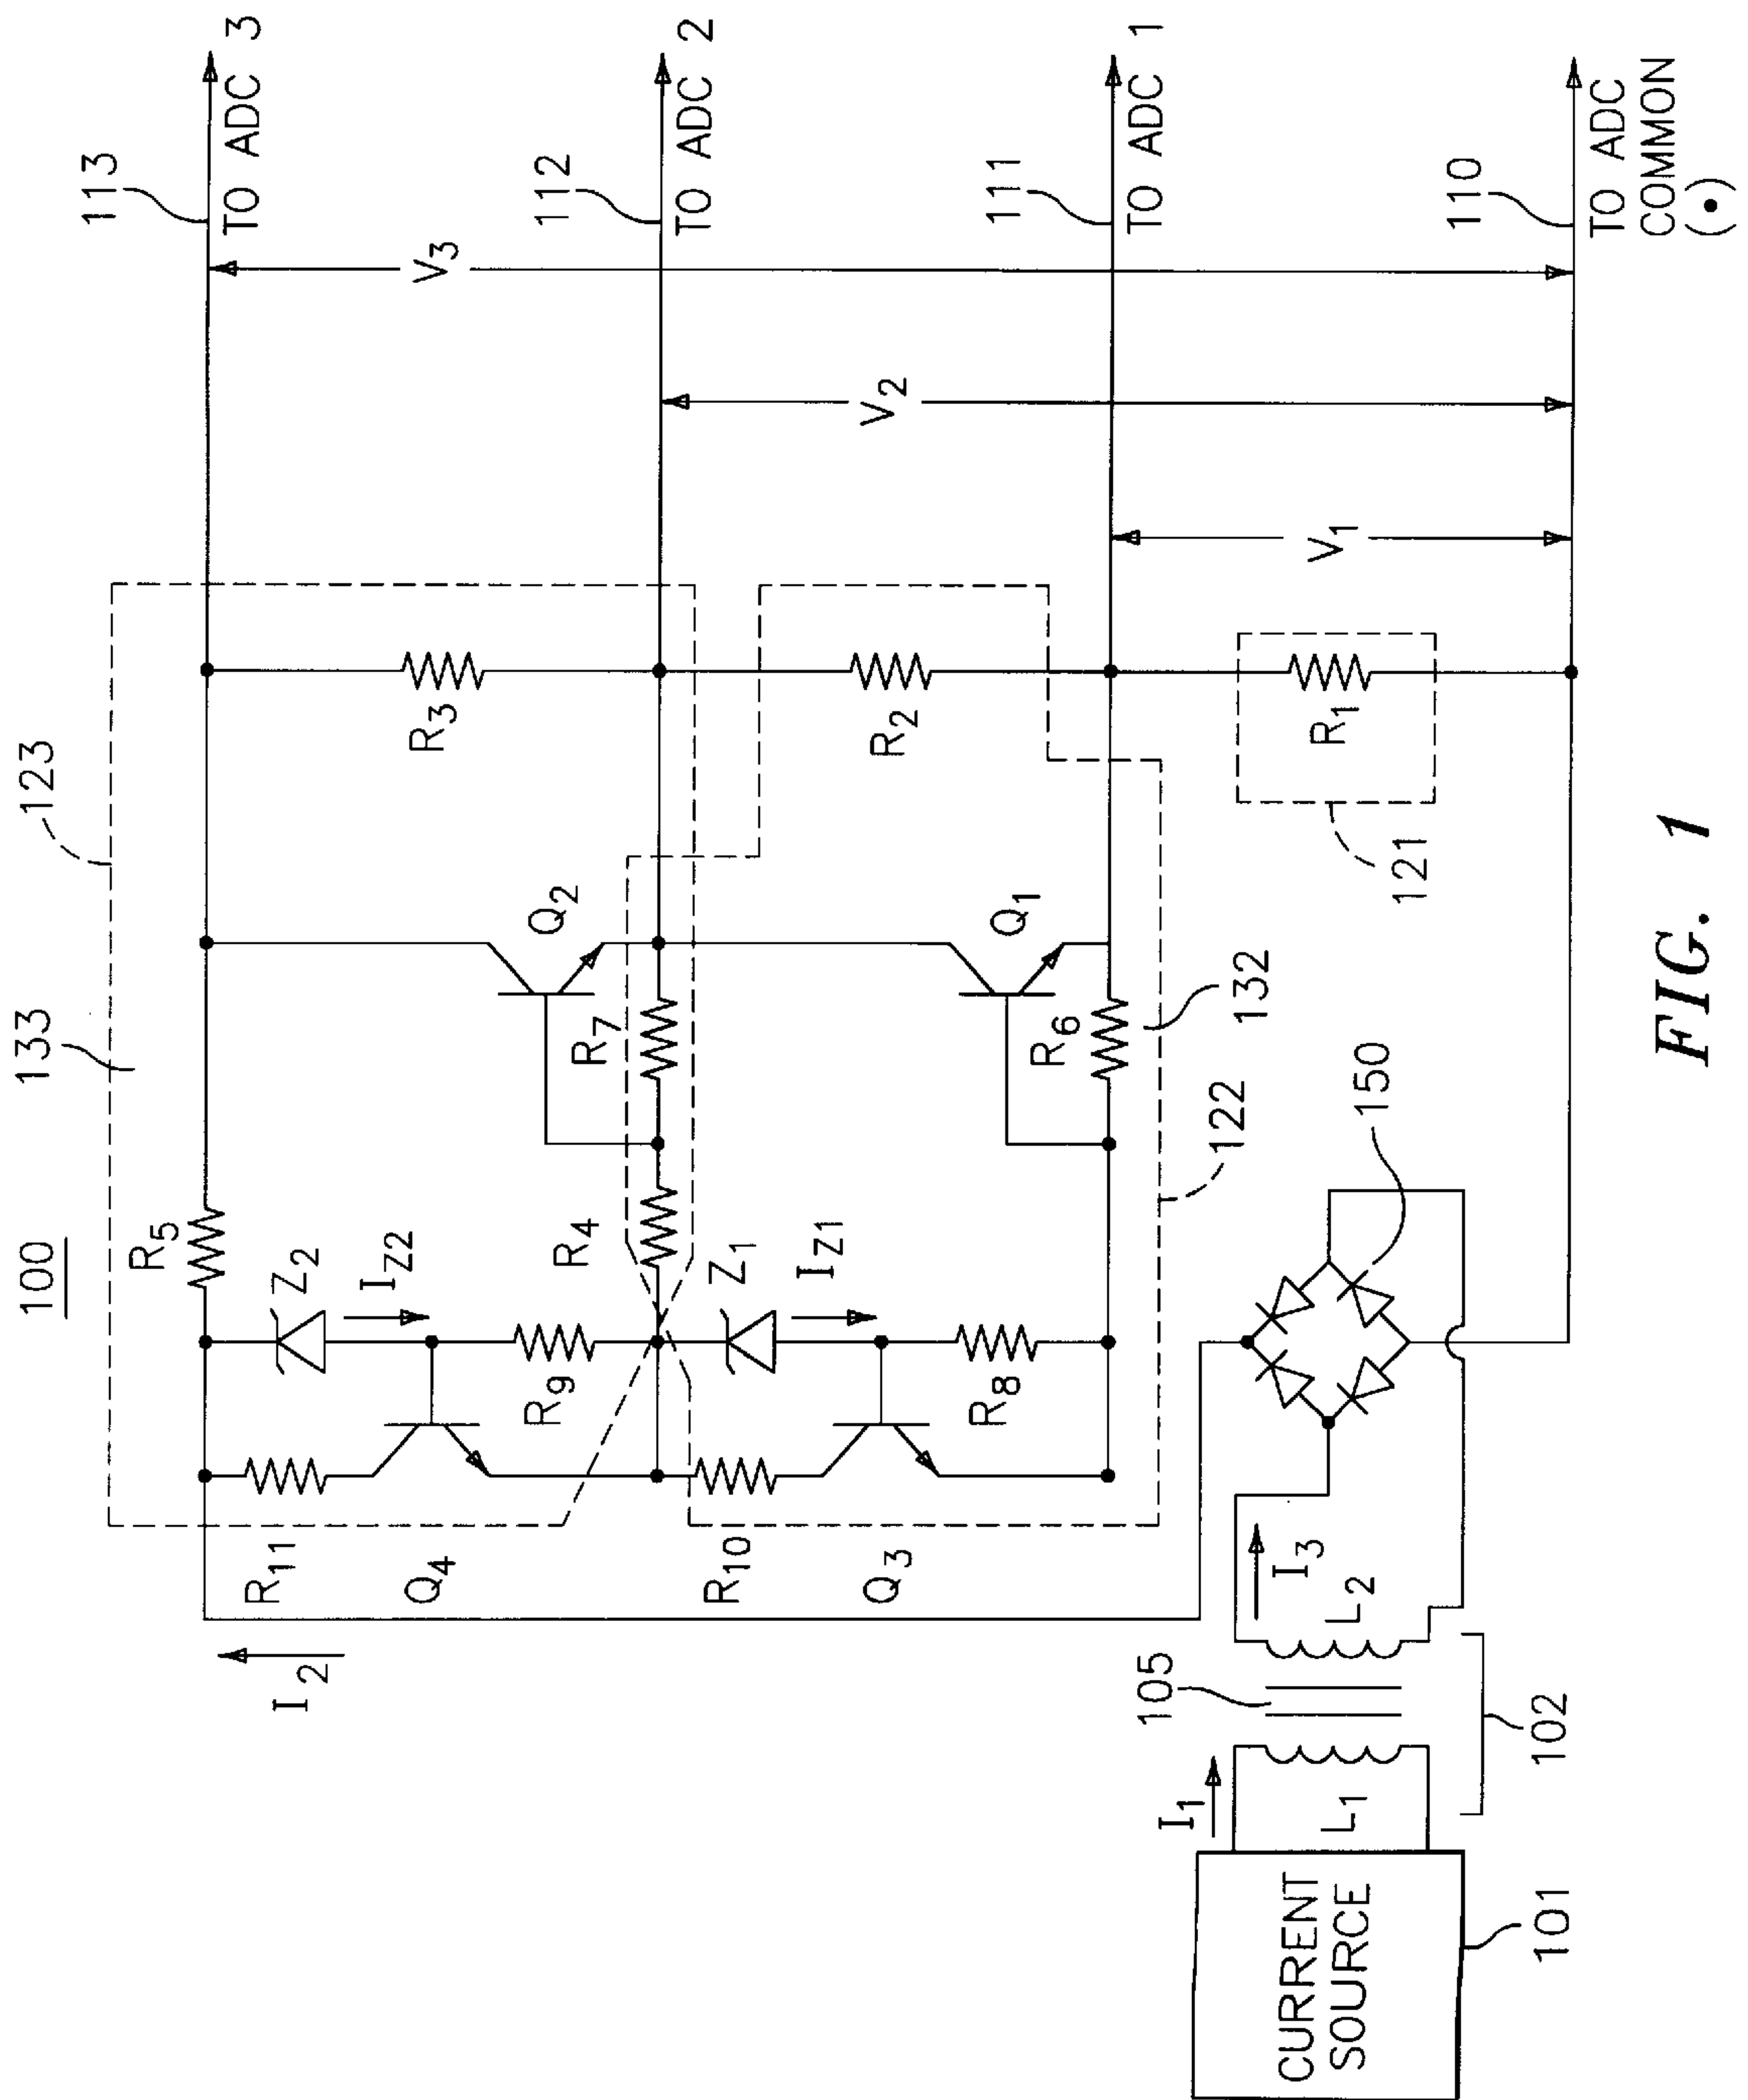 100
133
123
113
TO ADC 3
R5
R3
V3
Z2
IZ2
R11
Q4
R9
R4
R7
Q2
112
TO ADC 2
I2
R2
V2
Z1
IZ1
R10
Q3
R8
R6
Q1
111
TO ADC 1
132
122
R1
V1
121
110
TO ADC
COMMON
(•)
150
I3
L2
105
102
I1
L1
CURRENT
SOURCE
101
FIG. 1